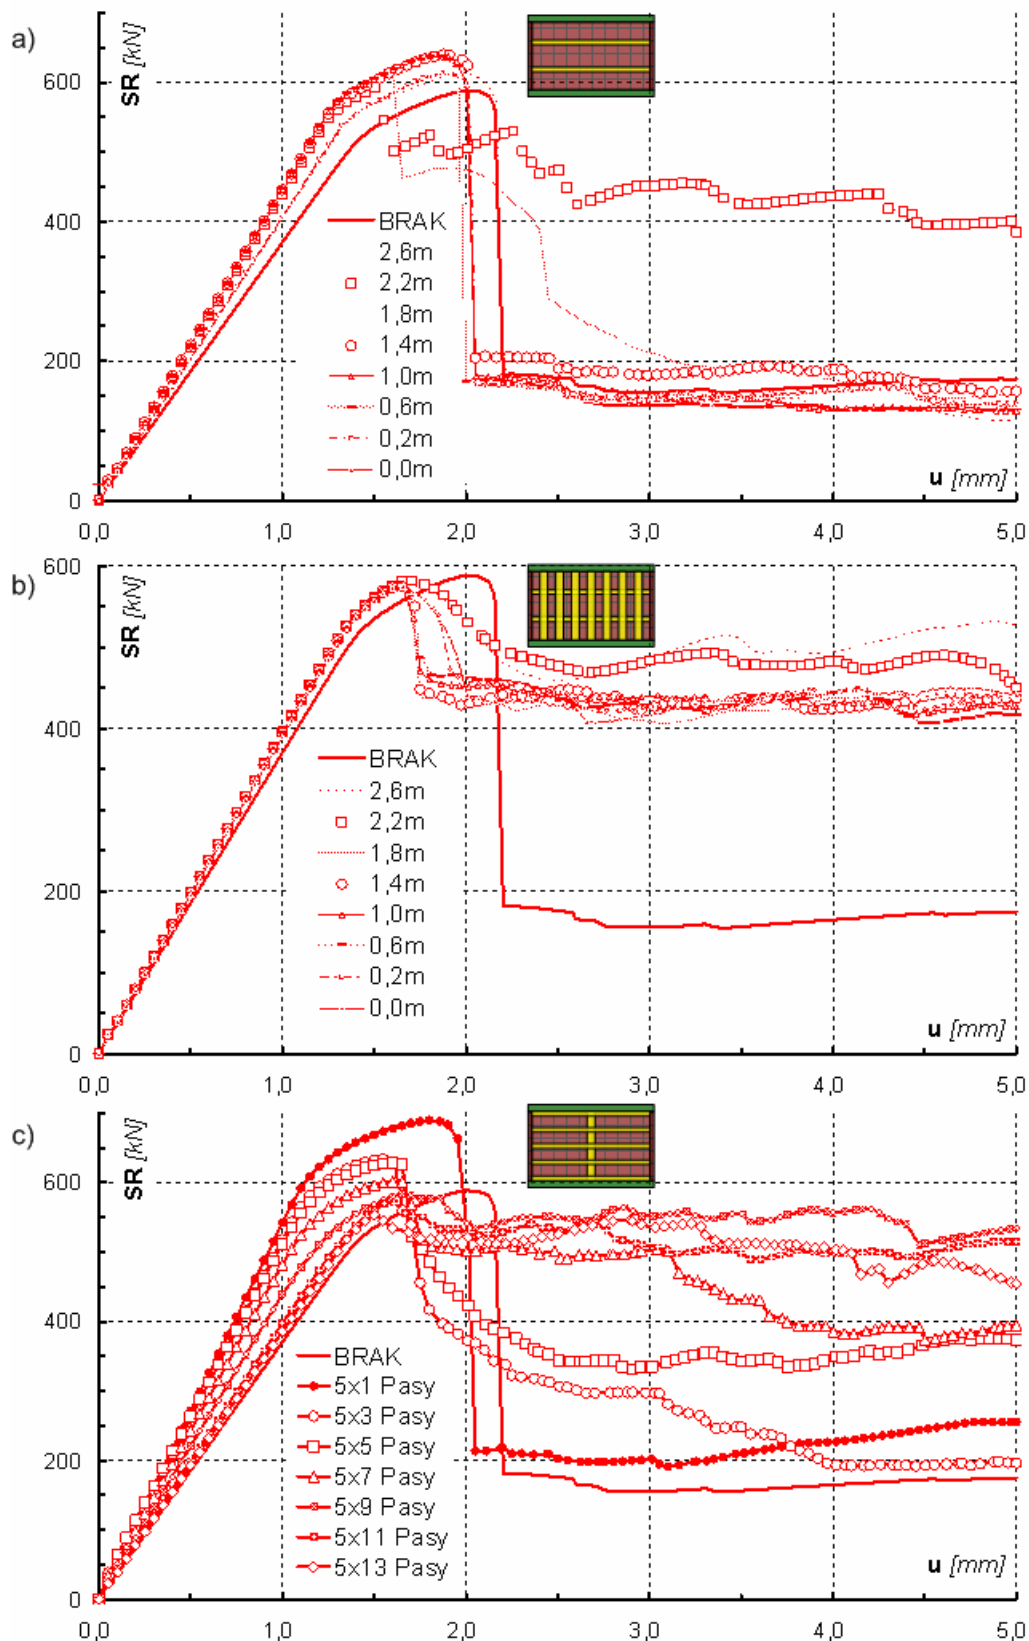 a)
SR [kN]
600
400
200
0
BRAK
2,6m
2,2m
1,8m
1,4m
1,0m
0,6m
0,2m
0,0m
u [mm]
0,0 1,0 2,0 3,0 4,0 5,0
b)
SR [kN]
600
400
200
0
BRAK
2,6m
2,2m
1,8m
1,4m
1,0m
0,6m
0,2m
0,0m
u [mm]
0,0 1,0 2,0 3,0 4,0 5,0
c)
SR [kN]
600
400
200
0
BRAK
5x1 Pasy
5x3 Pasy
5x5 Pasy
5x7 Pasy
5x9 Pasy
5x11 Pasy
5x13 Pasy
u [mm]
0,0 1,0 2,0 3,0 4,0 5,0